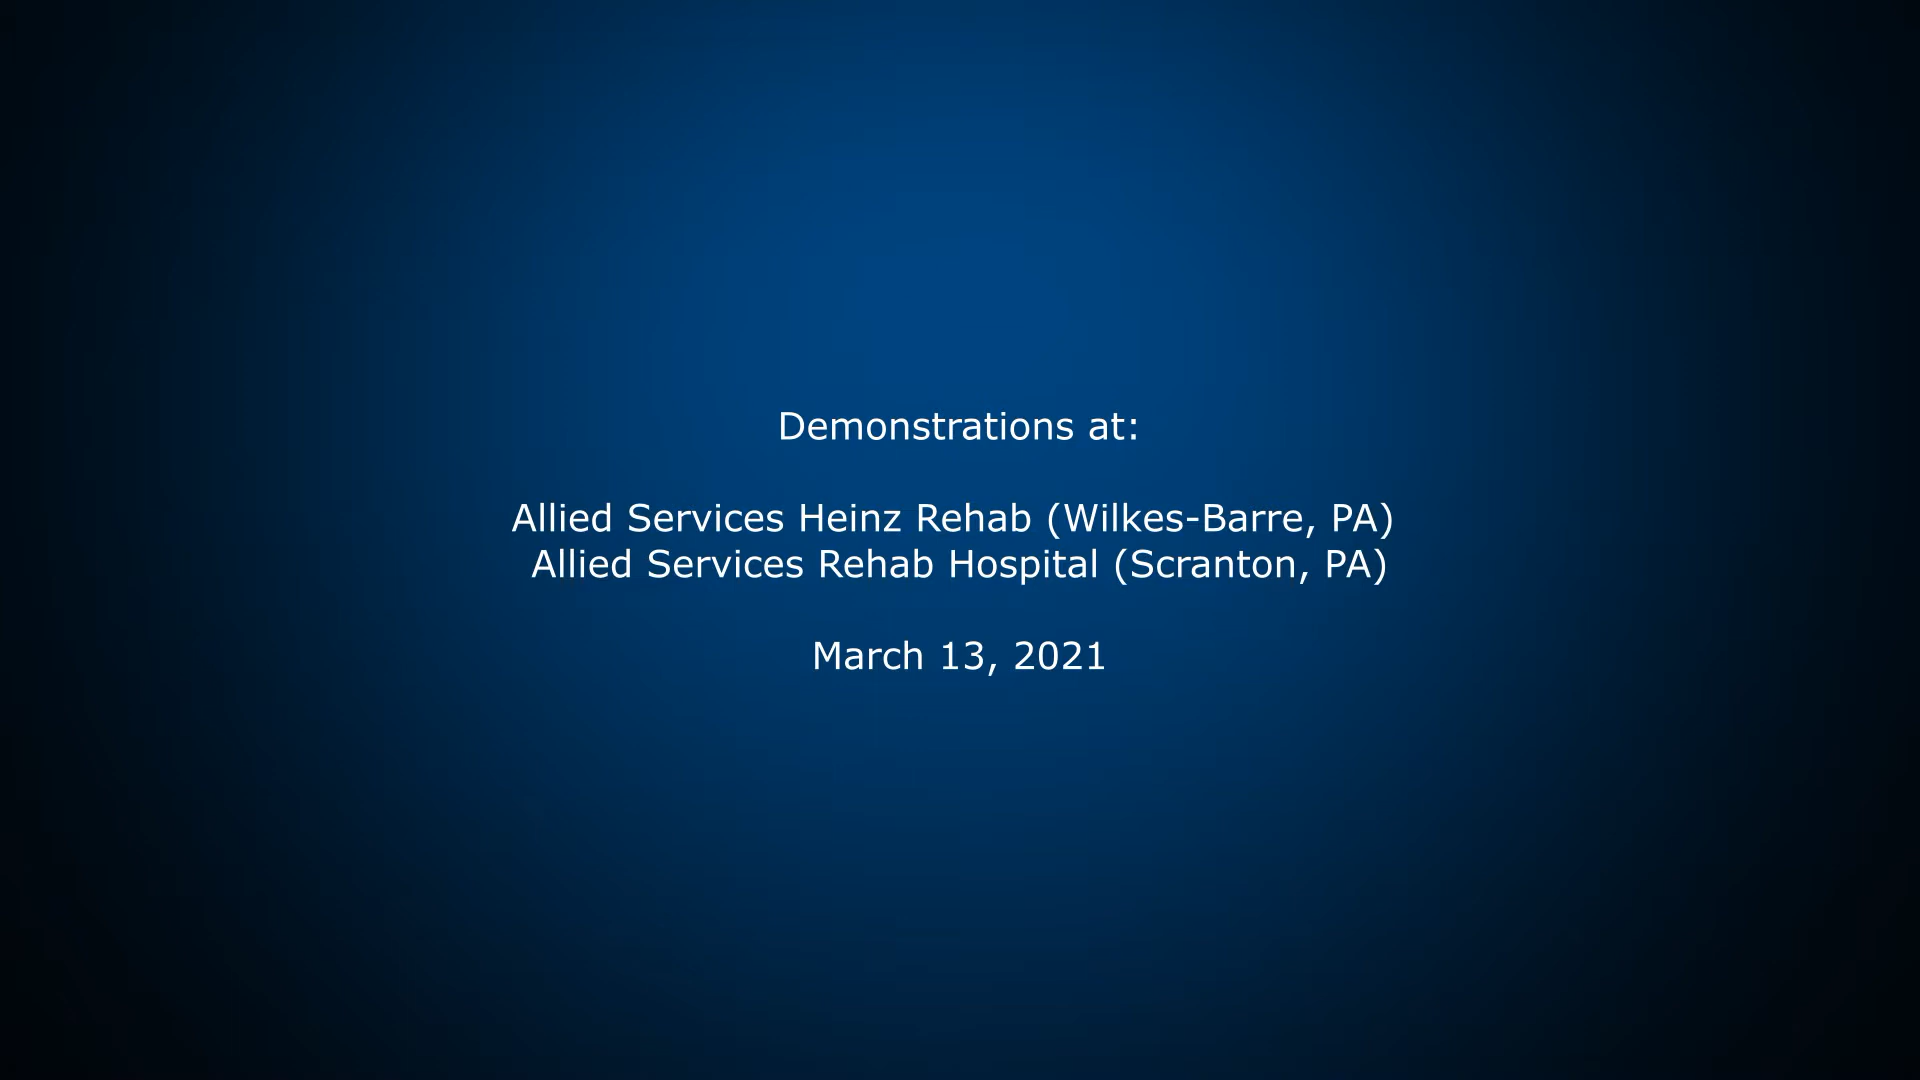 Demonstrations at:
Allied Services Heinz Rehab (Wilkes-Barre, PA)
Allied Services Rehab Hospital (Scranton, PA)
March 13, 2021